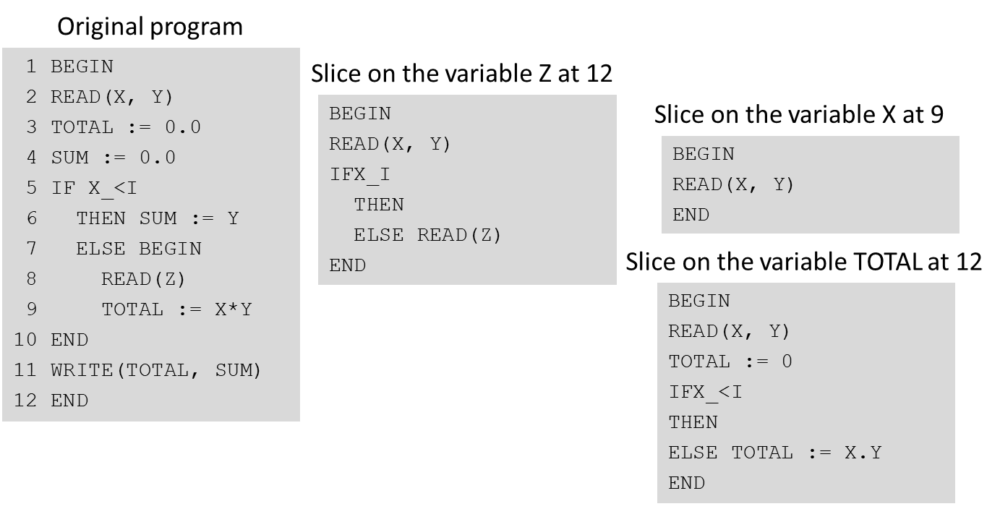 Original program
1 BEGIN
2 READ(X, Y)
3 TOTAL := 0.0
4 SUM := 0.0
5 IF X_<I
6 THEN SUM := Y
7 ELSE BEGIN
8 READ(Z)
9 TOTAL := X*Y
10 END
11 WRITE(TOTAL, SUM)
12 END
Slice on the variable Z at 12
BEGIN
READ(X, Y)
IFX_I
THEN
ELSE READ(Z)
END
Slice on the variable X at 9
BEGIN
READ(X, Y)
END
Slice on the variable TOTAL at 12
BEGIN
READ(X, Y)
TOTAL := 0
IFX_<I
THEN
ELSE TOTAL := X.Y
END